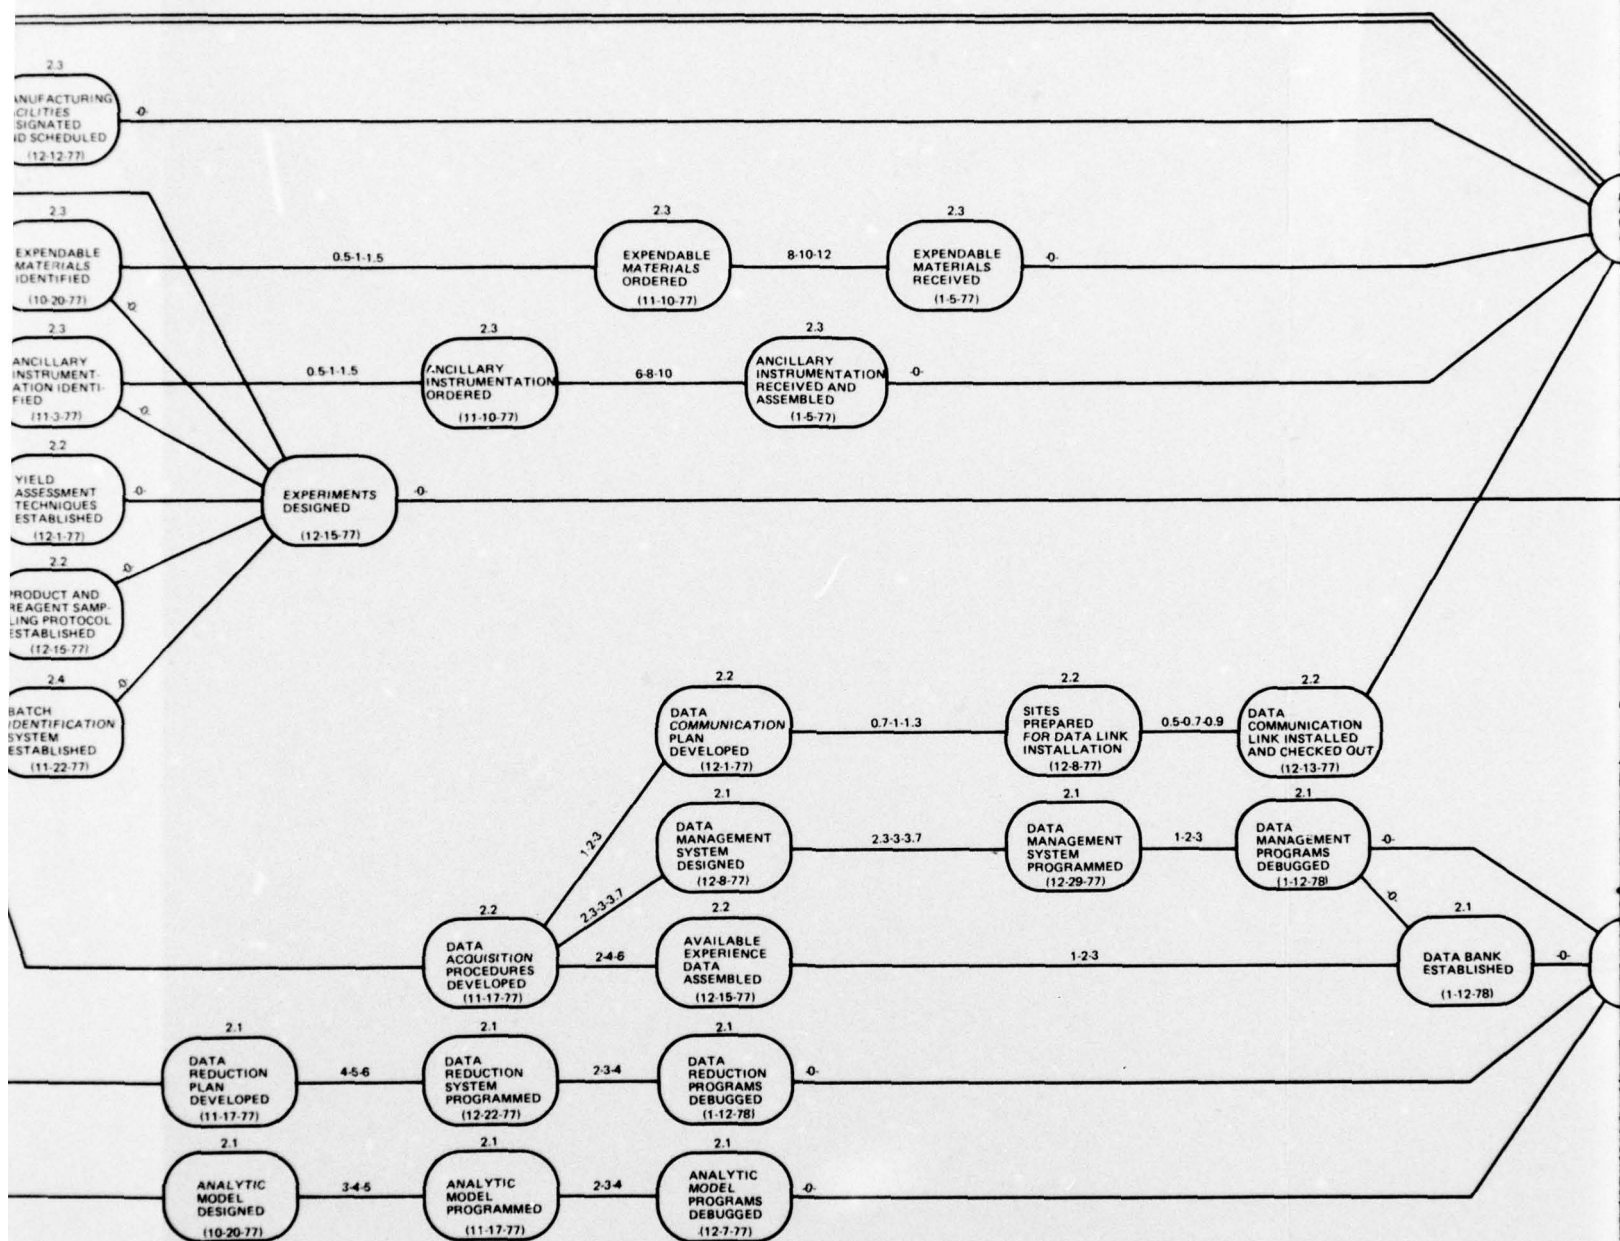 2.3
ANUFACTURING
CILITIES
SIGNATED
ND SCHEDULED
(12-12-77)
-0-
2.3
EXPENDABLE
MATERIALS
IDENTIFIED
(10-20-77)
-0-
0.5-1-1.5
2.3
EXPENDABLE
MATERIALS
ORDERED
(11-10-77)
8-10-12
2.3
EXPENDABLE
MATERIALS
RECEIVED
(1-5-77)
-0-
2.3
ANCILLARY
INSTRUMENT-
ATION IDENTI-
FIED
(11-3-77)
-0-
0.5-1-1.5
2.3
ANCILLARY
INSTRUMENTATION
ORDERED
(11-10-77)
6-8-10
2.3
ANCILLARY
INSTRUMENTATION
RECEIVED AND
ASSEMBLED
(1-5-77)
-0-
2.2
YIELD
ASSESSMENT
TECHNIQUES
ESTABLISHED
(12-1-77)
-0-
EXPERIMENTS
DESIGNED
(12-15-77)
-0-
2.2
PRODUCT AND
REAGENT SAMP-
LING PROTOCOL
ESTABLISHED
(12-15-77)
-0-
2.4
BATCH
IDENTIFICATION
SYSTEM
ESTABLISHED
(11-22-77)
-0-
2.2
DATA
COMMUNICATION
PLAN
DEVELOPED
(12-1-77)
0.7-1-1.3
2.2
SITES
PREPARED
FOR DATA LINK
INSTALLATION
(12-8-77)
0.5-0.7-0.9
2.2
DATA
COMMUNICATION
LINK INSTALLED
AND CHECKED OUT
(12-13-77)
1-2-3
2.1
DATA
MANAGEMENT
SYSTEM
DESIGNED
(12-8-77)
2.3-3-3.7
2.1
DATA
MANAGEMENT
SYSTEM
PROGRAMMED
(12-29-77)
1-2-3
2.1
DATA
MANAGEMENT
PROGRAMS
DEBUGGED
(1-12-78)
-0-
-0-
2.3-3-3.7
2.2
DATA
ACQUISITION
PROCEDURES
DEVELOPED
(11-17-77)
2-4-6
2.2
AVAILABLE
EXPERIENCE
DATA
ASSEMBLED
(12-15-77)
1-2-3
2.1
DATA BANK
ESTABLISHED
(1-12-78)
-0-
2.1
DATA
REDUCTION
PLAN
DEVELOPED
(11-17-77)
4-5-6
2.1
DATA
REDUCTION
SYSTEM
PROGRAMMED
(12-22-77)
2-3-4
2.1
DATA
REDUCTION
PROGRAMS
DEBUGGED
(1-12-78)
-0-
2.1
ANALYTIC
MODEL
DESIGNED
(10-20-77)
3-4-5
2.1
ANALYTIC
MODEL
PROGRAMMED
(11-17-77)
2-3-4
2.1
ANALYTIC
MODEL
PROGRAMS
DEBUGGED
(12-7-77)
-0-